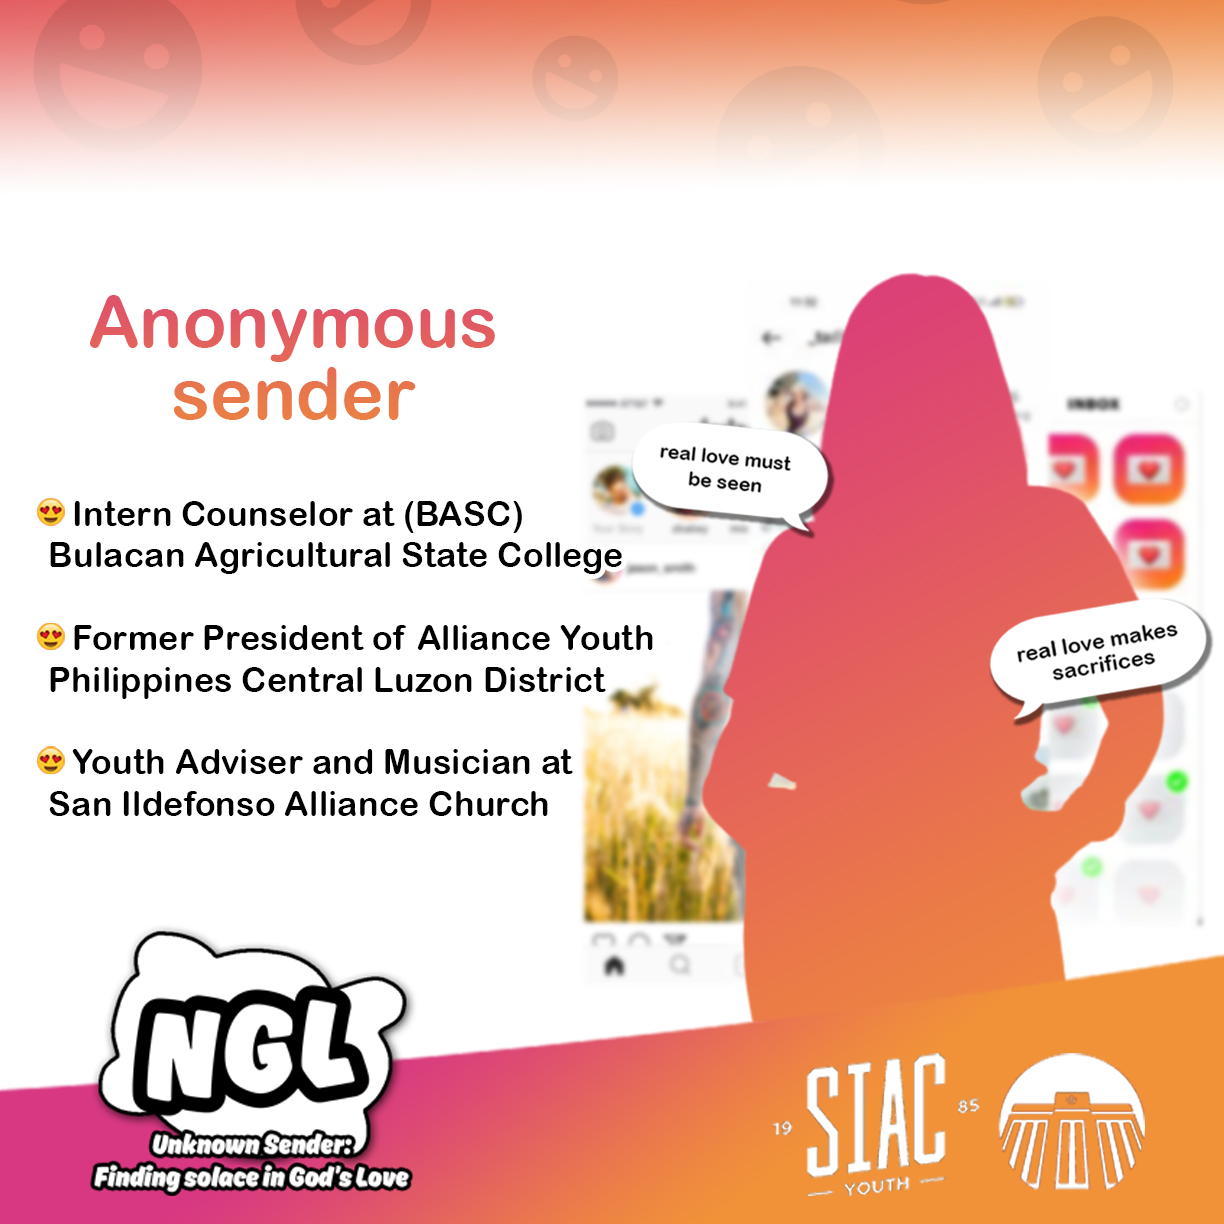 Anonymous
sender
😍 Intern Counselor at (BASC)
Bulacan Agricultural State College
😍 Former President of Alliance Youth
Philippines Central Luzon District
😍 Youth Adviser and Musician at
San Ildefonso Alliance Church
real love must
be seen
INBOX
real love makes
sacrifices
NGL
Unknown Sender:
Finding solace in God's Love
19 SIAC 85
YOUTH